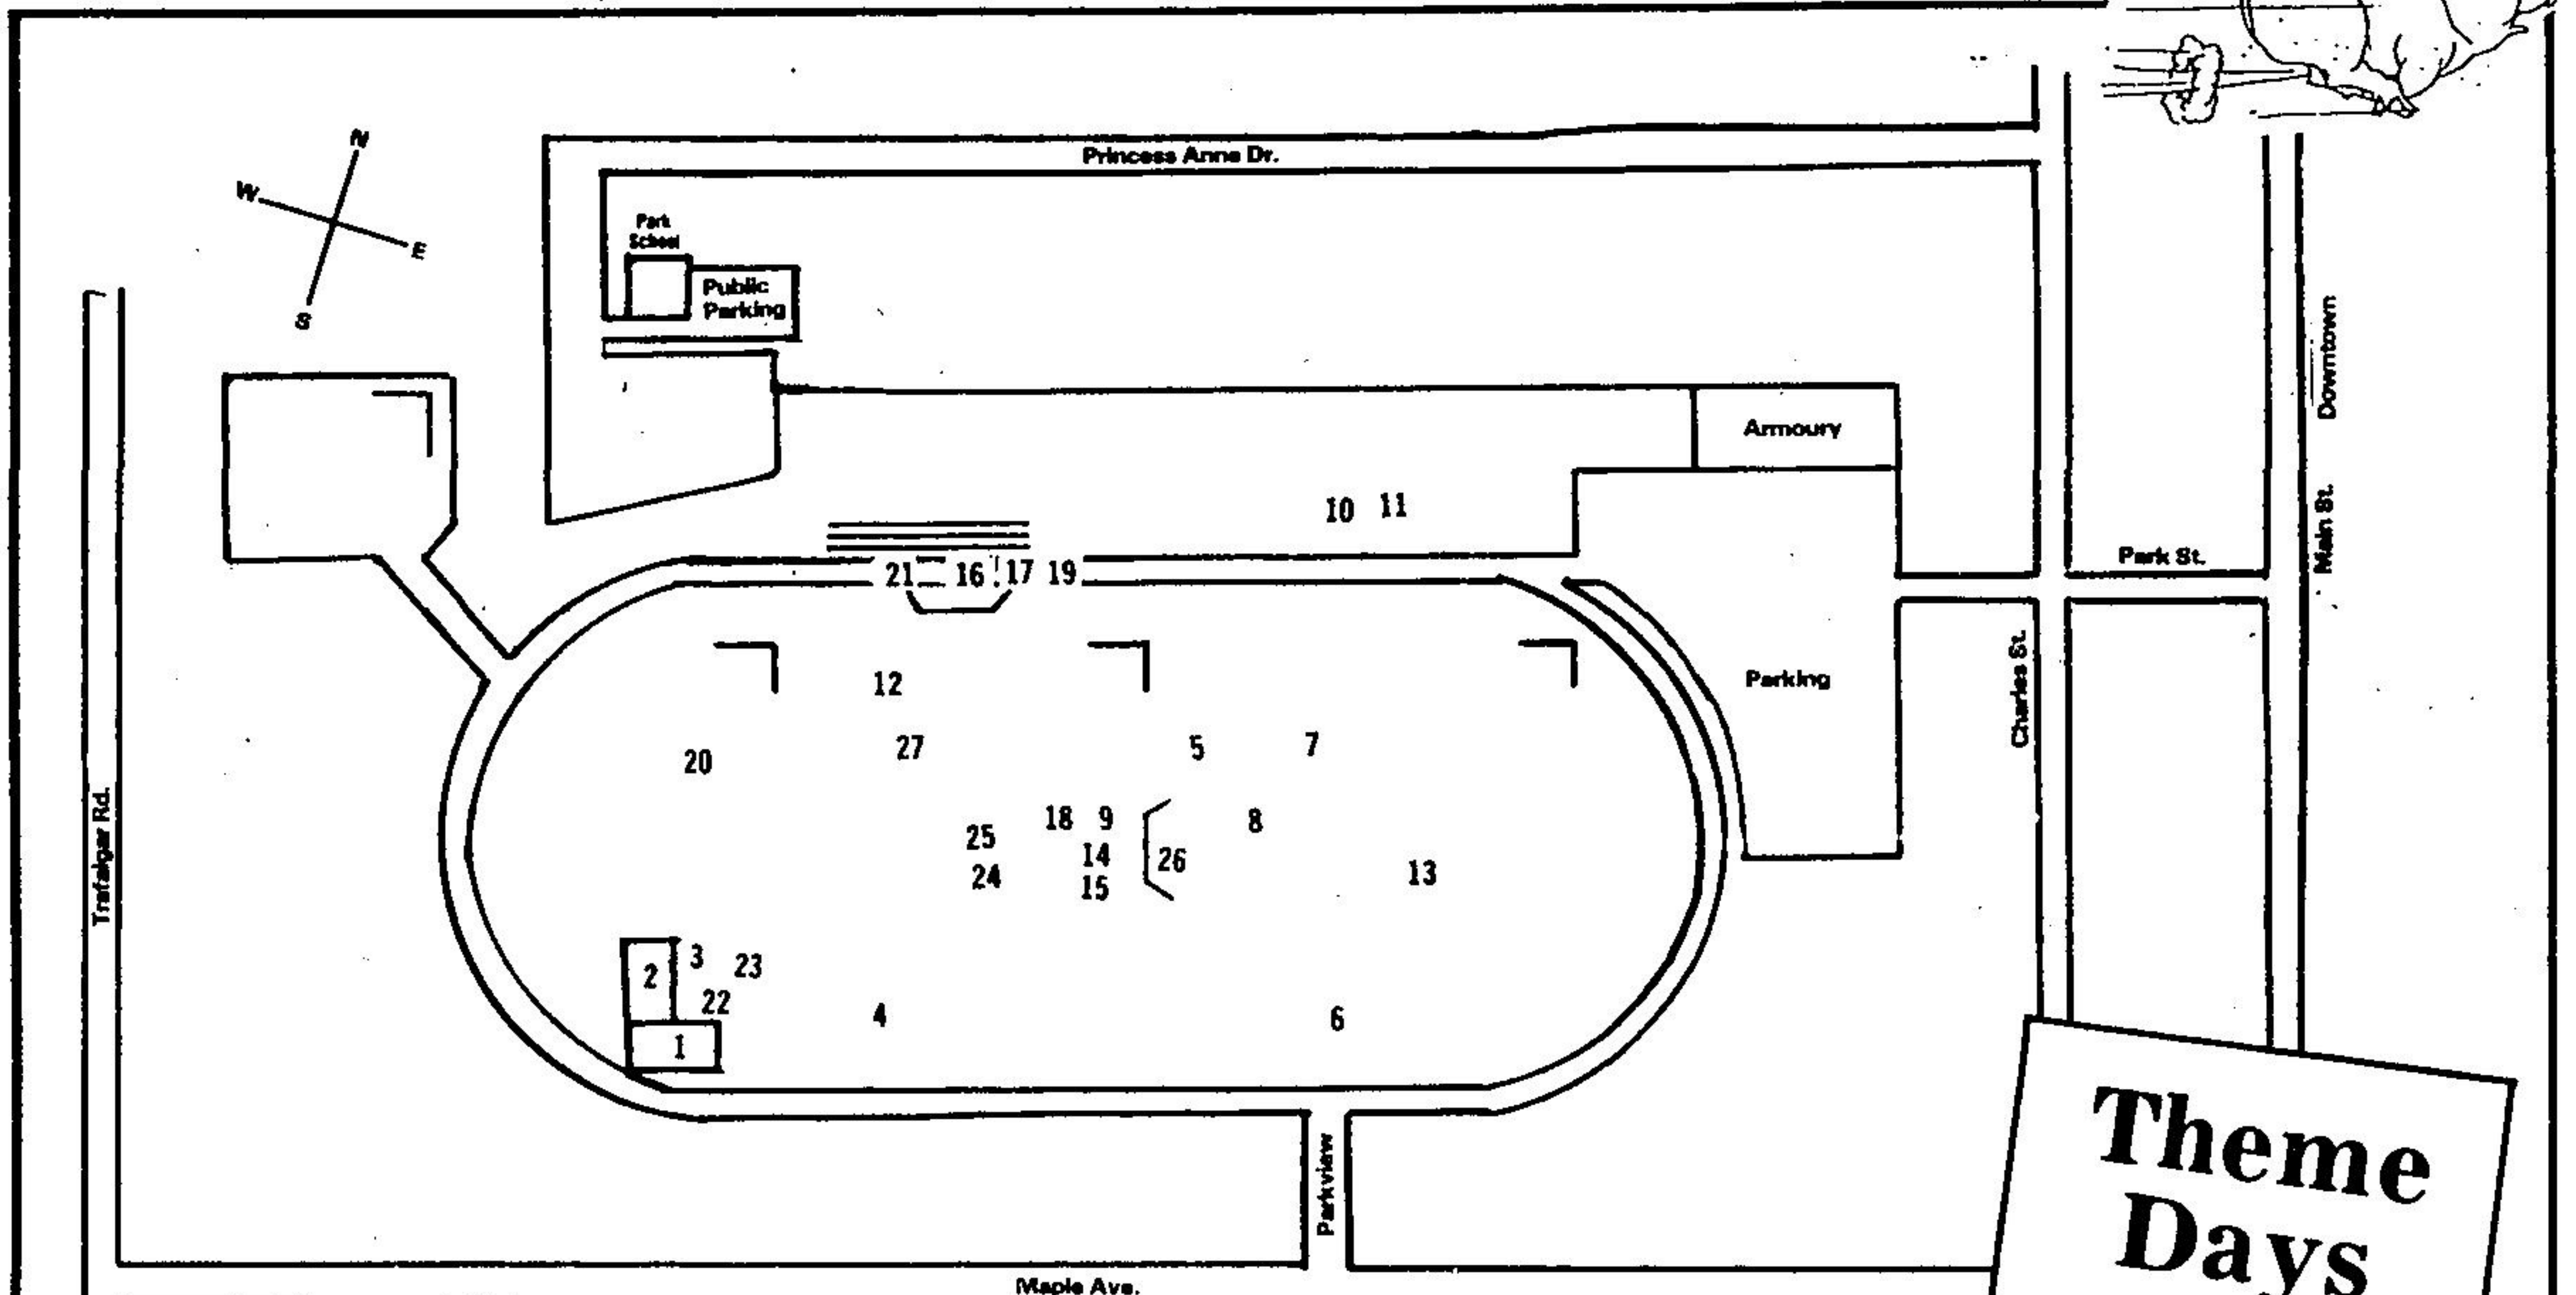 Princess Anne Dr.
N
W
E
S
Park
School
Public
Parking
Downtown
Armoury
Main St.
10 11
Park St.
21 16 17 19
Charles St.
Parking
12
20
27
5
7
Trafalgar Rd.
18 9
8
25
14
26
24
15
13
3
23
2
22
4
6
1
Parkview
Maple Ave.
Theme
Days